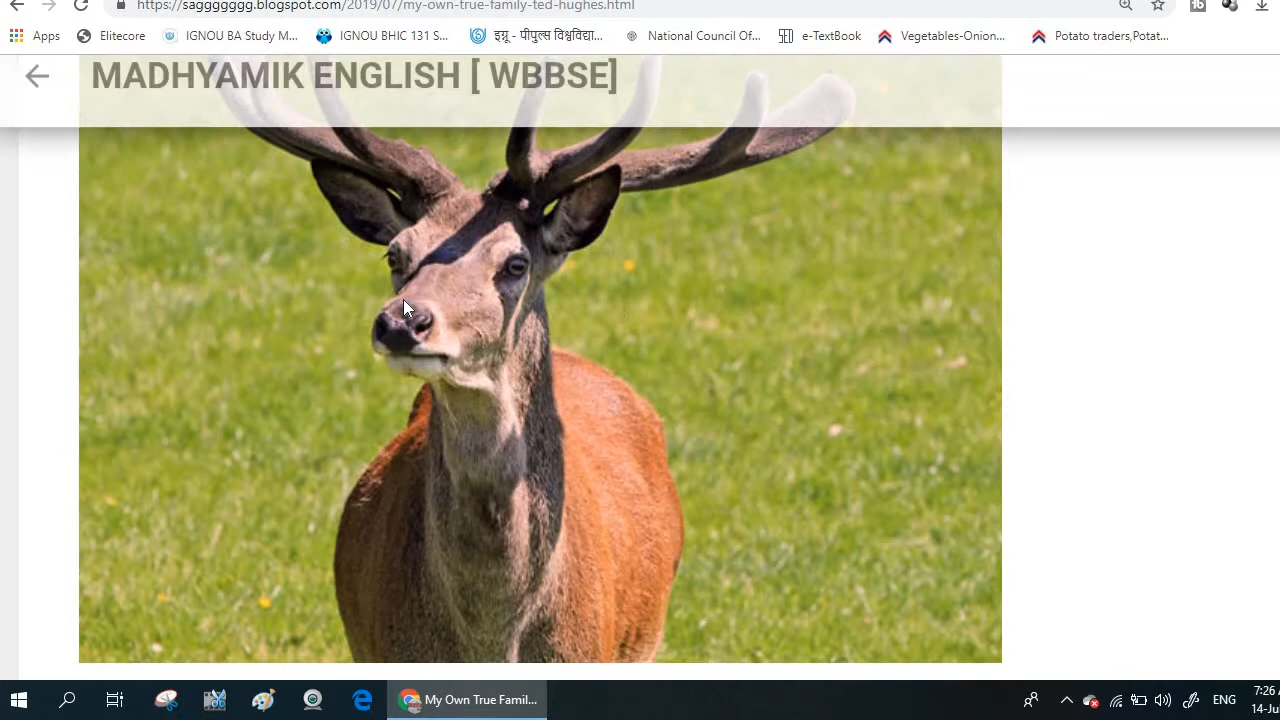 https://saggggggg.blogspot.com/2019/07/my-own-true-family-ted-hughes.html
Apps Elitecore IGNOU BA Study M... IGNOU BHIC 131 S... इग्नू - पीपुल्स विश्वविद्या... National Council Of... e-TextBook Vegetables-Onion... Potato traders,Potat...
MADHYAMIK ENGLISH [ WBBSE]
My Own True Famil...
ENG
7:26
14-Ju